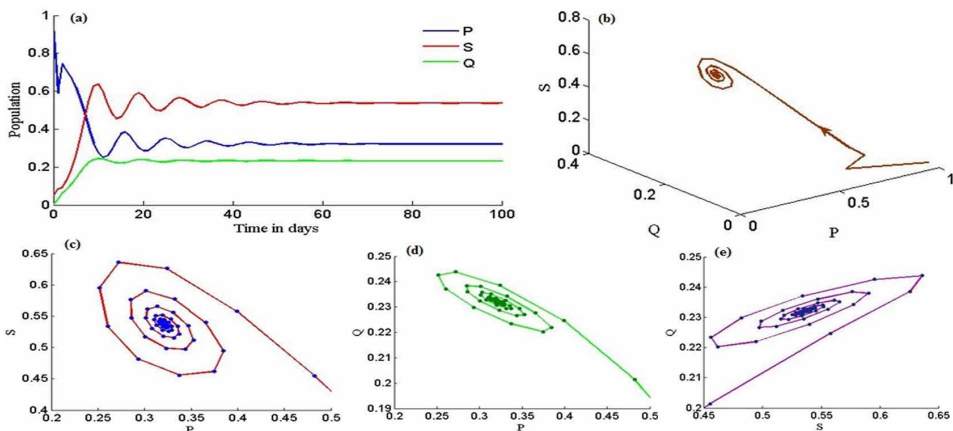 (a)
P
S
Q
1
0.8
0.6
0.4
0.2
0
Population
0 20 40 60 80 100
Time in days
(b)
0.8
0.6
0.4
0.2
0
S
0.4
0.2
0
Q
0
0.5
1
P
(c)
0.65
0.6
0.55
0.5
0.45
0.4
S
0.2 0.25 0.3 0.35 0.4 0.45 0.5
P
(d)
0.25
0.24
0.23
0.22
0.21
0.2
0.19
Q
0.2 0.25 0.3 0.35 0.4 0.45 0.5
P
(e)
0.25
0.24
0.23
0.22
0.21
0.2
Q
0.45 0.5 0.55 0.6 0.65
S